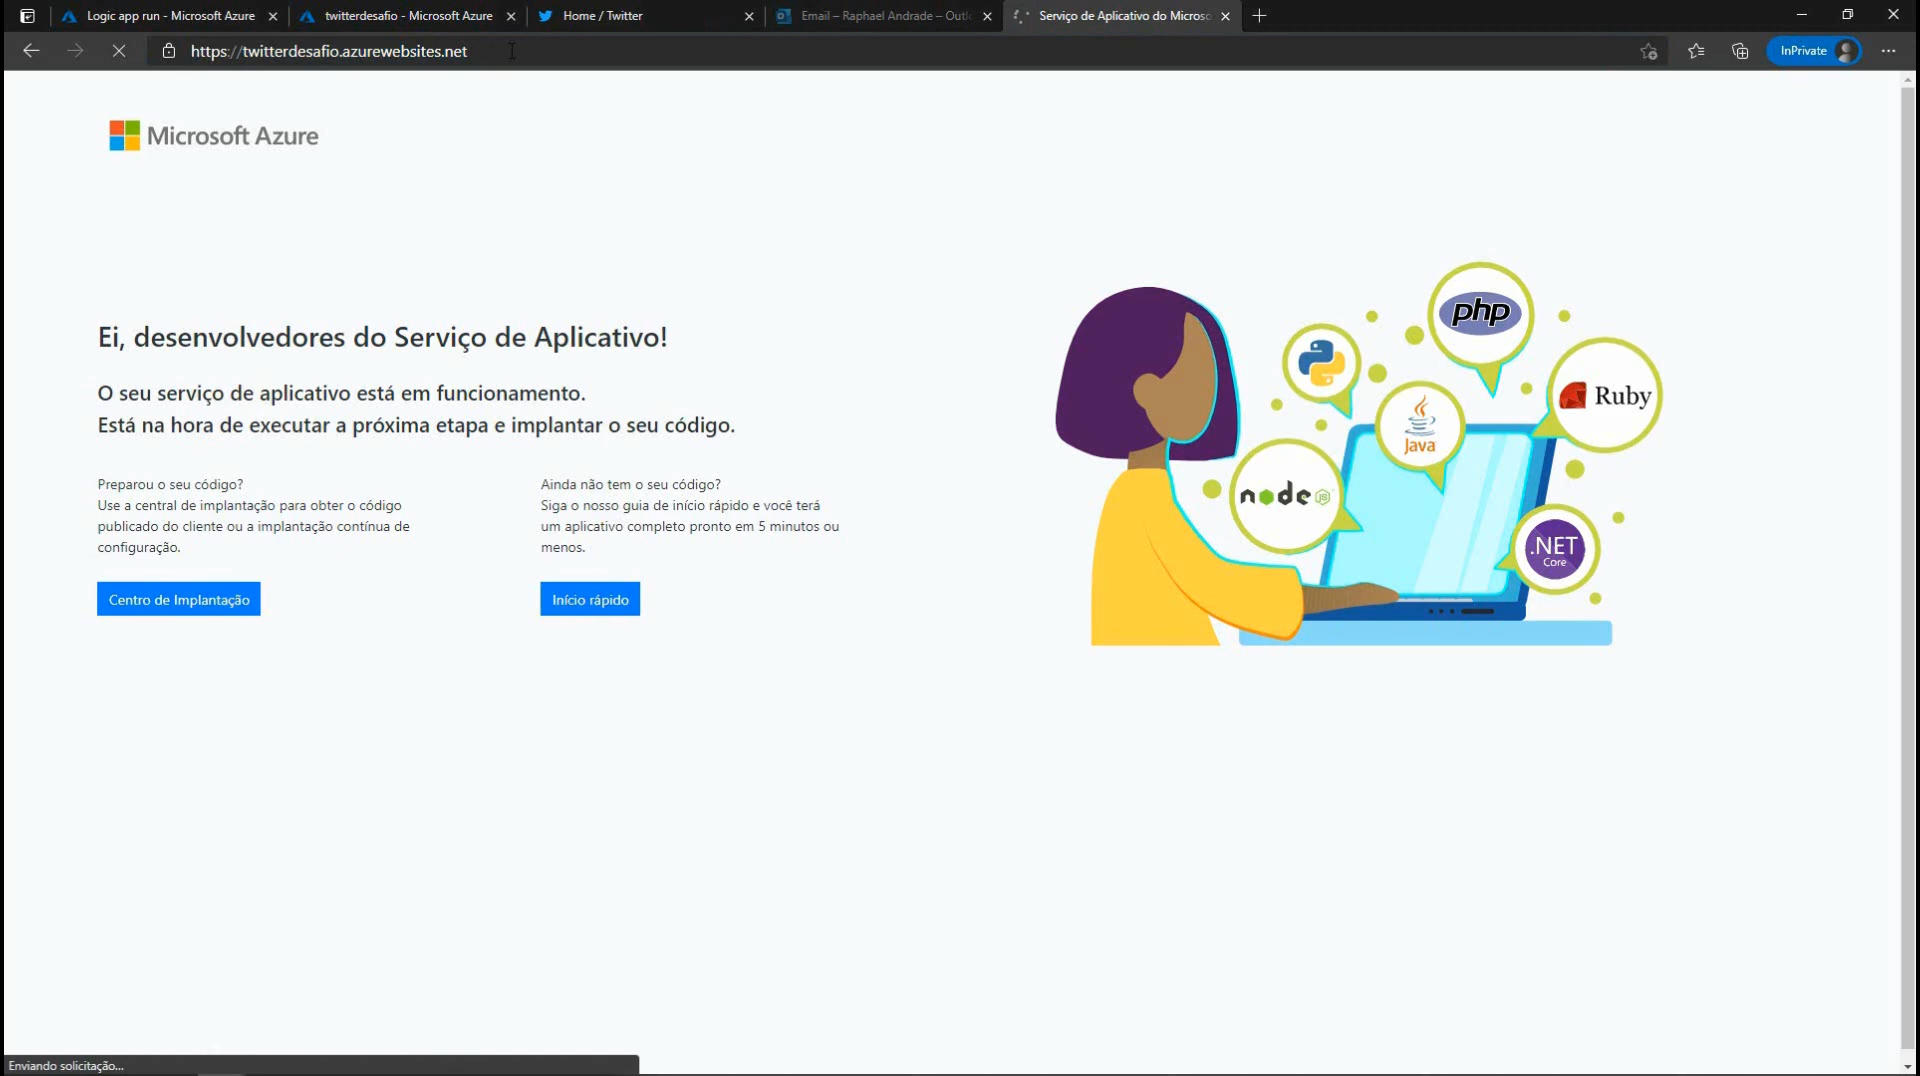 Logic app run - Microsoft Azure
twitterdesafio - Microsoft Azure
Home / Twitter
Email – Raphael Andrade – Outl
Serviço de Aplicativo do Micros
https://twitterdesafio.azurewebsites.net
InPrivate
Microsoft Azure
Ei, desenvolvedores do Serviço de Aplicativo!
O seu serviço de aplicativo está em funcionamento.
Está na hora de executar a próxima etapa e implantar o seu código.
Preparou o seu código?
Use a central de implantação para obter o código
publicado do cliente ou a implantação contínua de
configuração.
Centro de Implantação
Ainda não tem o seu código?
Siga o nosso guia de início rápido e você terá
um aplicativo completo pronto em 5 minutos ou
menos.
Início rápido
php
Ruby
Java
node
JS
.NET
Core
Enviando solicitação...